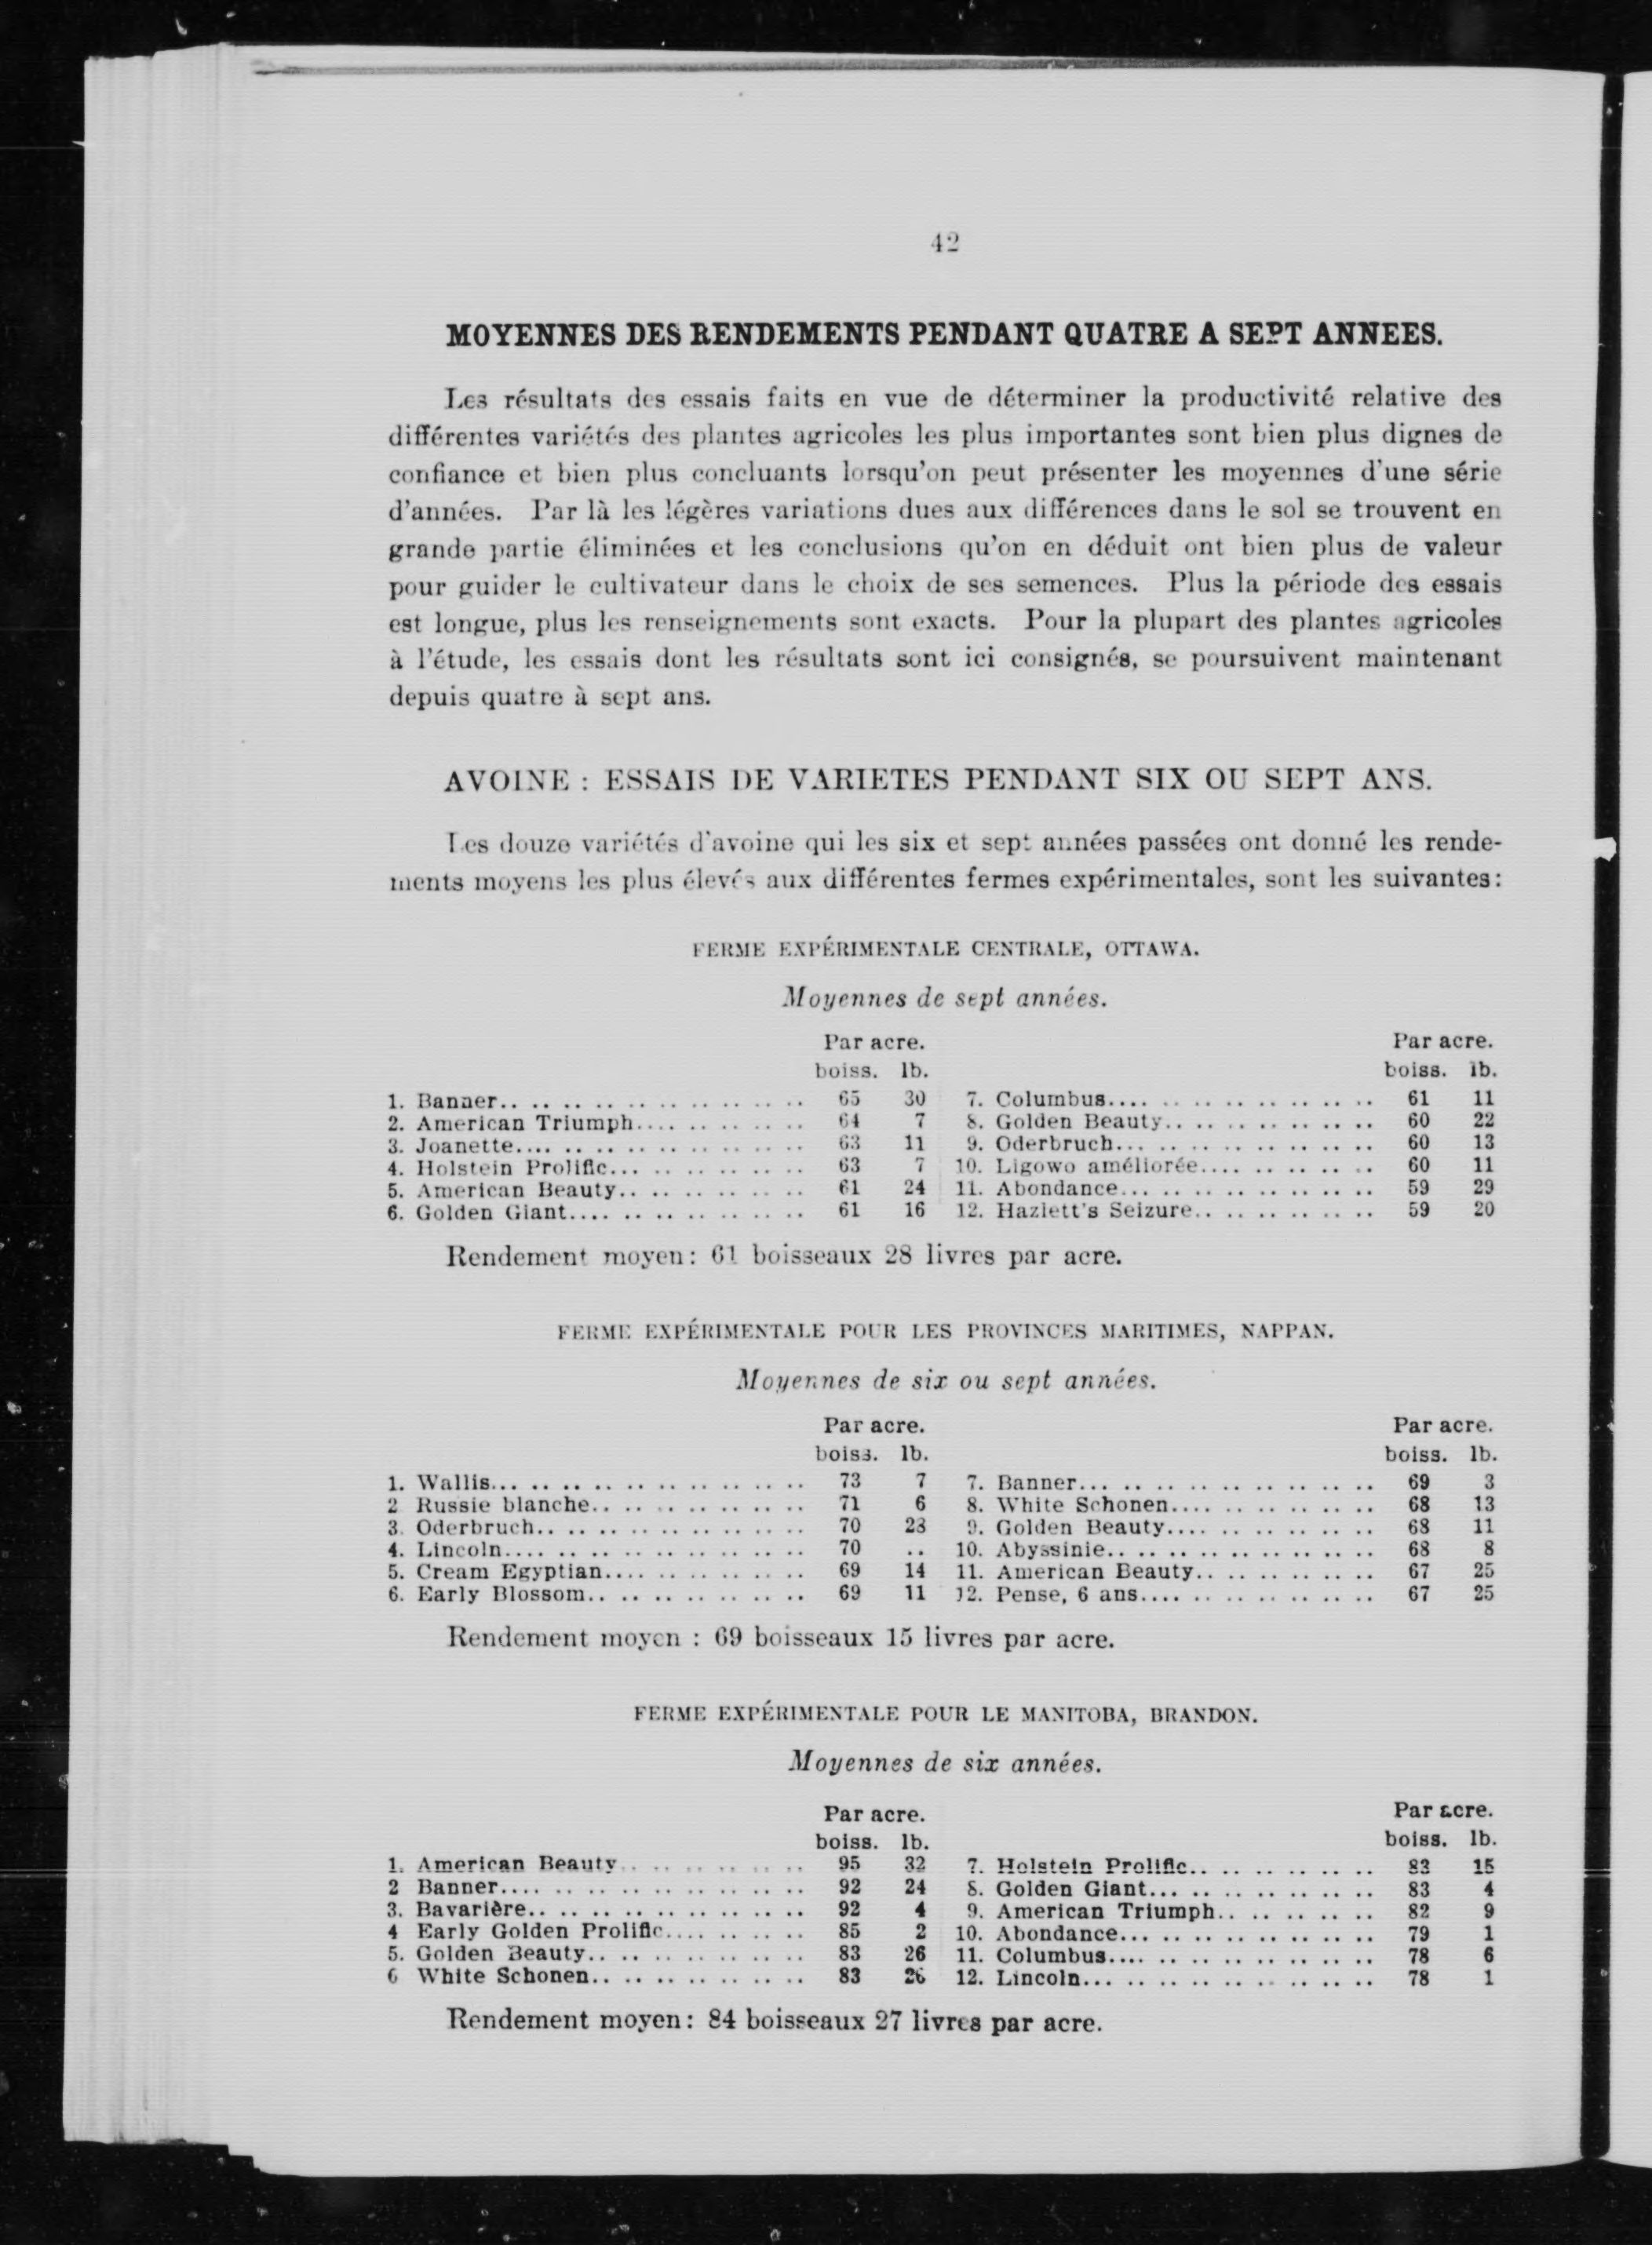 42
MOYENNES DES RENDEMENTS PENDANT QUATRE A SEPT ANNEES.
Les résultats des essais faits en vue de déterminer la productivité relative des
différentes variétés des plantes agricoles les plus importantes sont bien plus dignes de
confiance et bien plus concluants lorsqu'on peut présenter les moyennes d'une série
d'années. Par là les légères variations dues aux différences dans le sol se trouvent en
grande partie éliminées et les conclusions qu'on en déduit ont bien plus de valeur
pour guider le cultivateur dans le choix de ses semences. Plus la période des essais
est longue, plus les renseignements sont exacts. Pour la plupart des plantes agricoles
à l'étude, les essais dont les résultats sont ici consignés, se poursuivent maintenant
depuis quatre à sept ans.
AVOINE : ESSAIS DE VARIETES PENDANT SIX OU SEPT ANS.
Les douze variétés d'avoine qui les six et sept années passées ont donné les rende-
ments moyens les plus élevés aux différentes fermes expérimentales, sont les suivantes:
FERME EXPÉRIMENTALE CENTRALE, OTTAWA.
Moyennes de sept années.
Par acre. Par acre.
boiss. lb. boiss. lb.
1. Banner.. .. .. .. .. .. .. .. .. .. 65 30 7. Columbus.... .. .. .. .. .. .. .. 61 11
2. American Triumph.... .. .. .. .. .. 64 7 8. Golden Beauty.. .. .. .. .. .. .. 60 22
3. Joanette.... .. .. .. .. .. .. .. .. 63 11 9. Oderbruch... .. .. .. .. .. .. .. 60 13
4. Holstein Prolific... .. .. .. .. .. .. 63 7 10. Ligowo améliorée.... .. .. .. .. .. 60 11
5. American Beauty.. .. .. .. .. .. .. 61 24 11. Abondance... .. .. .. .. .. .. .. 59 29
6. Golden Giant.... .. .. .. .. .. .. .. 61 16 12. Hazlett's Seizure.. .. .. .. .. .. 59 20
Rendement moyen: 61 boisseaux 28 livres par acre.
FERME EXPÉRIMENTALE POUR LES PROVINCES MARITIMES, NAPPAN.
Moyennes de six ou sept années.
Par acre. Par acre.
boiss. lb. boiss. lb.
1. Wallis... .. .. .. .. .. .. .. .. .. 73 7 7. Banner... .. .. .. .. .. .. .. .. 69 3
2 Russie blanche.. .. .. .. .. .. .. 71 6 8. White Schonen.... .. .. .. .. .. .. 68 13
3. Oderbruch.. .. .. .. .. .. .. .. .. 70 23 9. Golden Beauty.... .. .. .. .. .. .. 68 11
4. Lincoln.... .. .. .. .. .. .. .. .. 70 .. 10. Abyssinie.. .. .. .. .. .. .. .. .. 68 8
5. Cream Egyptian.... .. .. .. .. .. .. 69 14 11. American Beauty.. .. .. .. .. .. 67 25
6. Early Blossom.. .. .. .. .. .. .. .. 69 11 12. Pense, 6 ans.... .. .. .. .. .. .. 67 25
Rendement moyen : 69 boisseaux 15 livres par acre.
FERME EXPÉRIMENTALE POUR LE MANITOBA, BRANDON.
Moyennes de six années.
Par acre. Par acre.
boiss. lb. boiss. lb.
1. American Beauty.. .. .. .. .. .. 95 32 7. Holstein Prolific.. .. .. .. .. .. 83 15
2 Banner.... .. .. .. .. .. .. .. .. 92 24 8. Golden Giant... .. .. .. .. .. .. 83 4
3. Bavarière.. .. .. .. .. .. .. .. .. 92 4 9. American Triumph.. .. .. .. .. 82 9
4 Early Golden Prolific.... .. .. .. .. 85 2 10. Abondance... .. .. .. .. .. .. .. 79 1
5. Golden Beauty.. .. .. .. .. .. .. 83 26 11. Columbus.... .. .. .. .. .. .. .. 78 6
6 White Schonen.. .. .. .. .. .. .. 83 26 12. Lincoln... .. .. .. .. .. .. .. .. 78 1
Rendement moyen: 84 boisseaux 27 livres par acre.